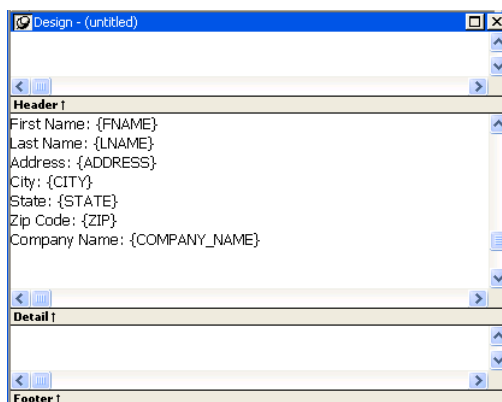 Design - (untitled)
Header ↑
First Name: {FNAME}
Last Name: {LNAME}
Address: {ADDRESS}
City: {CITY}
State: {STATE}
Zip Code: {ZIP}
Company Name: {COMPANY_NAME}
Detail ↑
Footer ↑